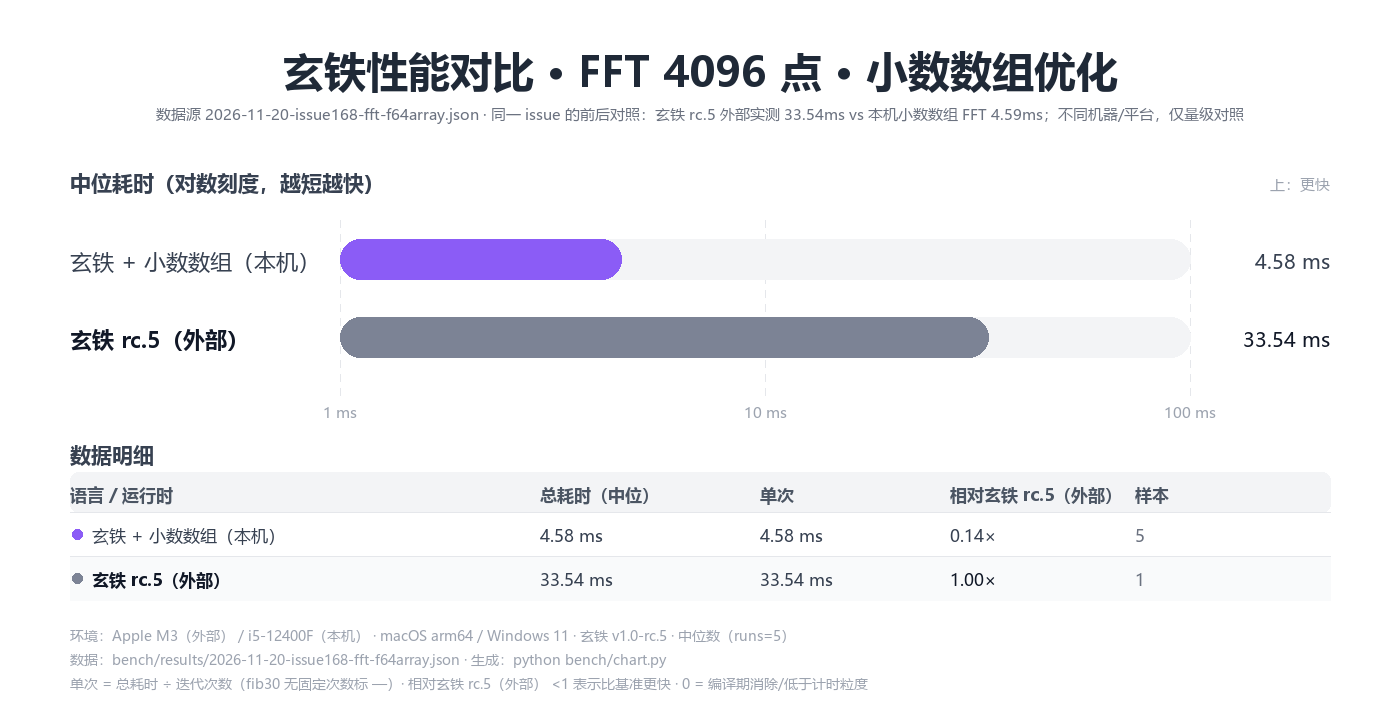 玄铁性能对比 • FFT 4096 点 • 小数数组优化
数据源 2026-11-20-issue168-fft-f64array.json · 同一 issue 的前后对照：玄铁 rc.5 外部实测 33.54ms vs 本机小数数组 FFT 4.59ms；不同机器/平台，仅量级对照
中位耗时（对数刻度，越短越快） 上：更快
玄铁 + 小数数组（本机） 4.58 ms
玄铁 rc.5（外部） 33.54 ms
1 ms 10 ms 100 ms
数据明细
语言 / 运行时 总耗时（中位） 单次 相对玄铁 rc.5（外部） 样本
玄铁 + 小数数组（本机） 4.58 ms 4.58 ms 0.14× 5
玄铁 rc.5（外部） 33.54 ms 33.54 ms 1.00× 1
环境：Apple M3（外部） / i5-12400F（本机） · macOS arm64 / Windows 11 · 玄铁 v1.0-rc.5 · 中位数（runs=5）
数据：bench/results/2026-11-20-issue168-fft-f64array.json · 生成：python bench/chart.py
单次 = 总耗时 ÷ 迭代次数（fib30 无固定次数标 —）· 相对玄铁 rc.5（外部） <1 表示比基准更快 · 0 = 编译期消除/低于计时粒度